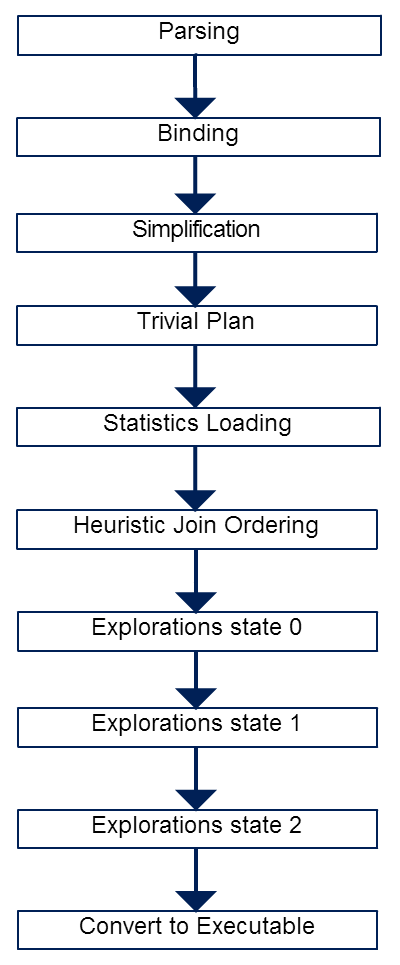 Parsing
Binding
Simplification
Trivial Plan
Statistics Loading
Heuristic Join Ordering
Explorations state 0
Explorations state 1
Explorations state 2
Convert to Executable